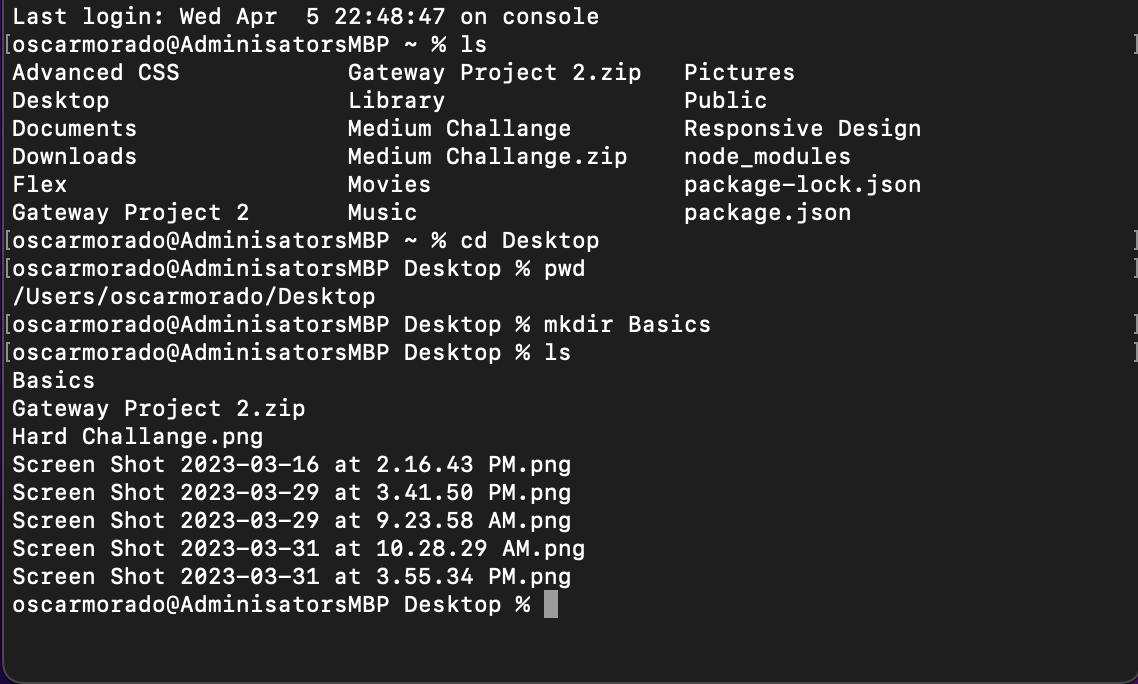 Last login: Wed Apr  5 22:48:47 on console
[oscarmorado@AdminisatorsMBP ~ % ls ]
Advanced CSS            Gateway Project 2.zip   Pictures
Desktop                 Library                 Public
Documents               Medium Challange        Responsive Design
Downloads               Medium Challange.zip    node_modules
Flex                    Movies                  package-lock.json
Gateway Project 2       Music                   package.json
[oscarmorado@AdminisatorsMBP ~ % cd Desktop ]
[oscarmorado@AdminisatorsMBP Desktop % pwd ]
/Users/oscarmorado/Desktop
[oscarmorado@AdminisatorsMBP Desktop % mkdir Basics ]
[oscarmorado@AdminisatorsMBP Desktop % ls ]
Basics
Gateway Project 2.zip
Hard Challange.png
Screen Shot 2023-03-16 at 2.16.43 PM.png
Screen Shot 2023-03-29 at 3.41.50 PM.png
Screen Shot 2023-03-29 at 9.23.58 AM.png
Screen Shot 2023-03-31 at 10.28.29 AM.png
Screen Shot 2023-03-31 at 3.55.34 PM.png
oscarmorado@AdminisatorsMBP Desktop %